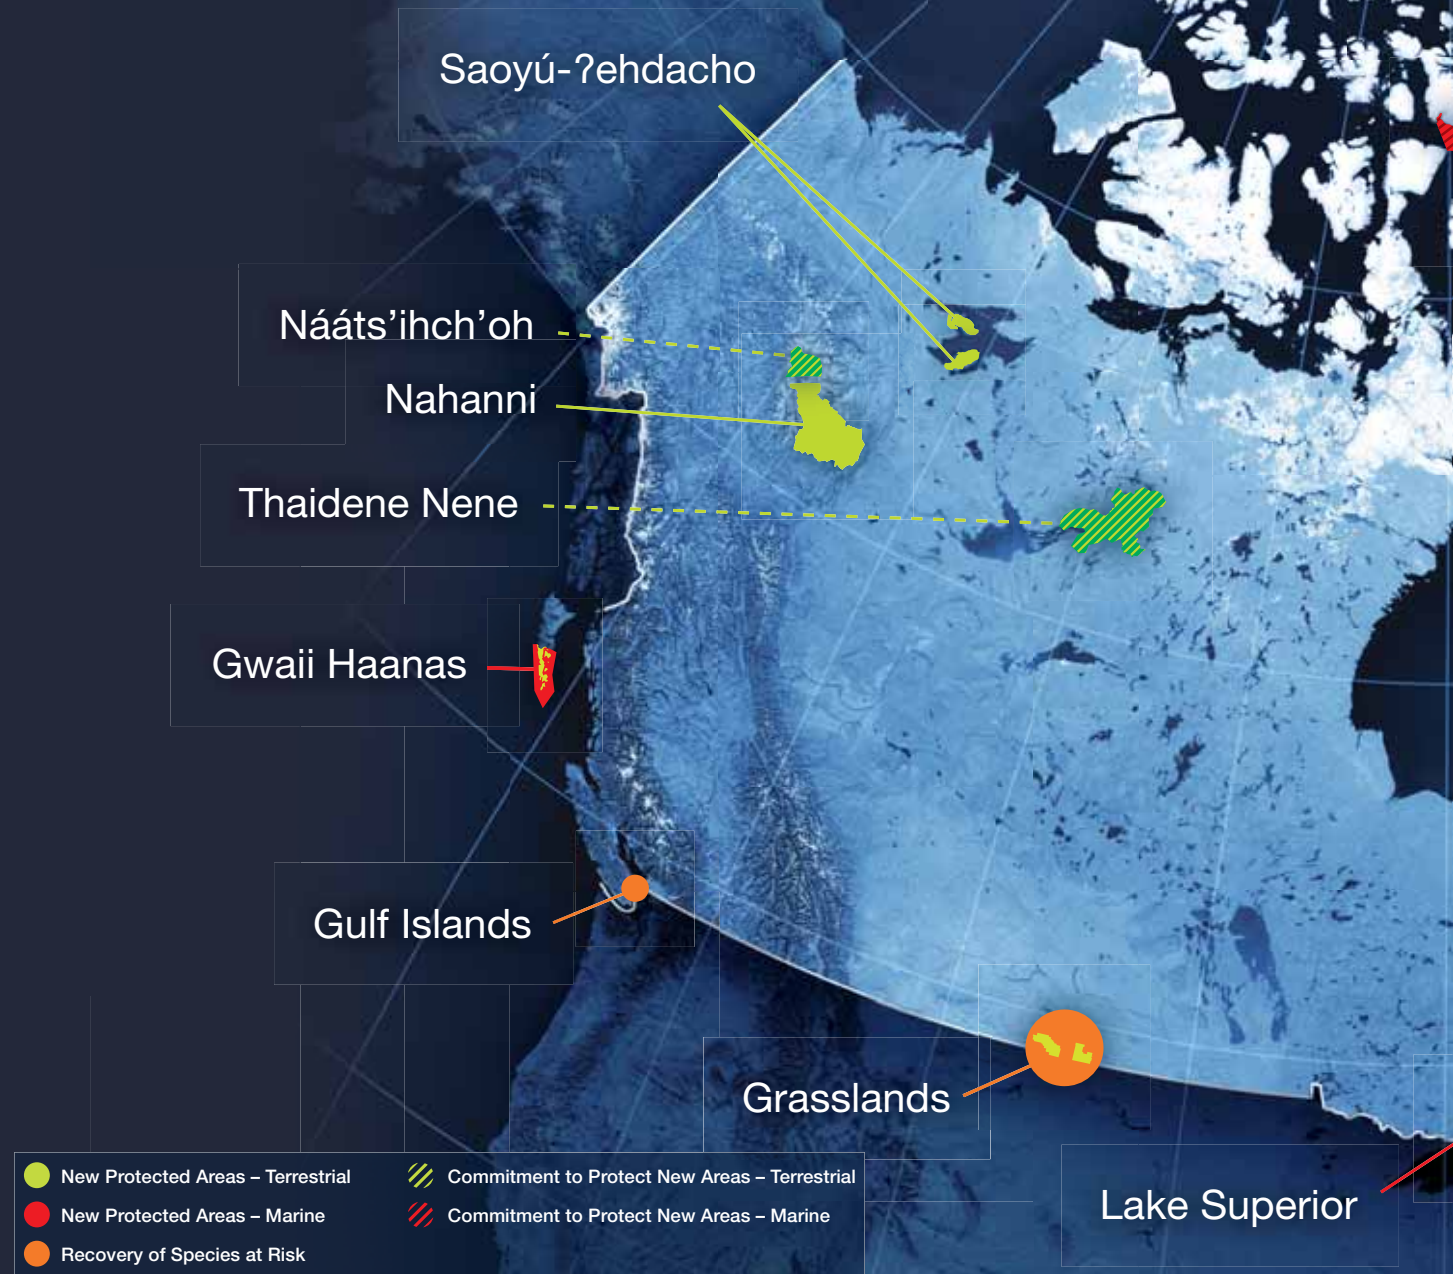 Saoyú-?ehdacho
Nááts'ihch'oh
Nahanni
Thaidene Nene
Gwaii Haanas
Gulf Islands
Grasslands
Lake Superior
New Protected Areas – Terrestrial
New Protected Areas – Marine
Recovery of Species at Risk
Commitment to Protect New Areas – Terrestrial
Commitment to Protect New Areas – Marine